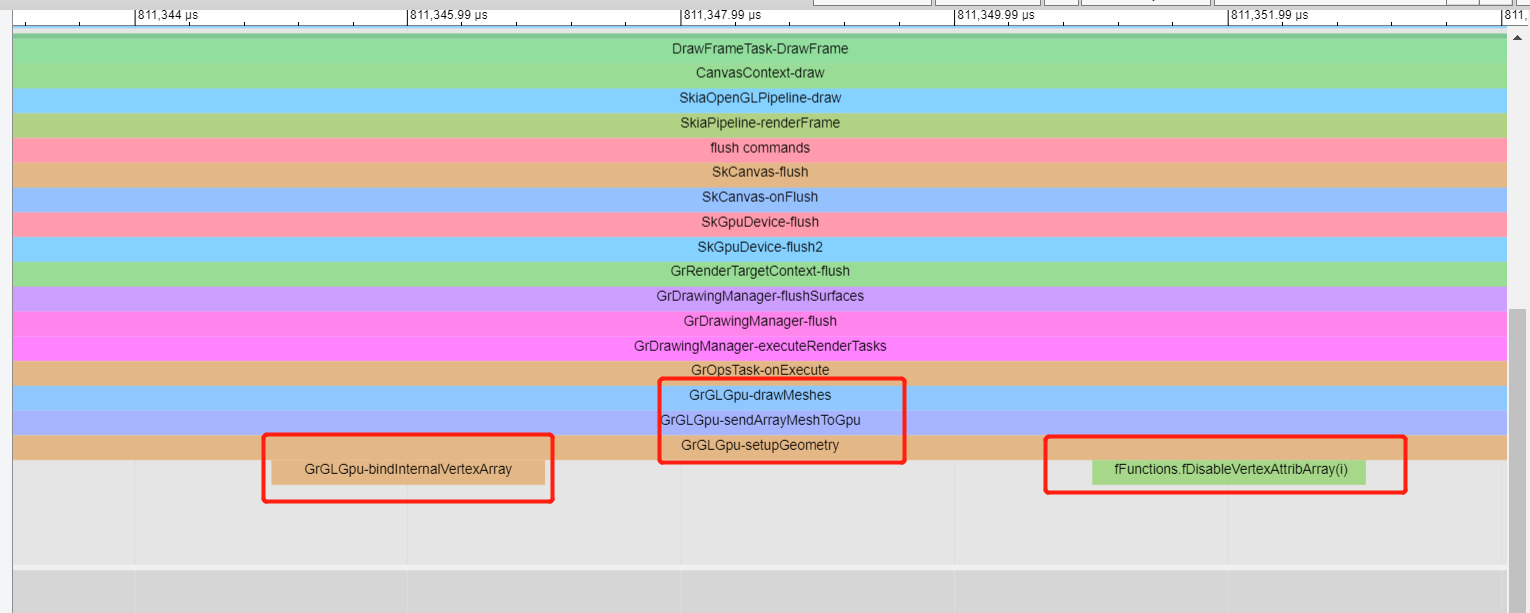 811,344 μs 811,345.99 μs 811,347.99 μs 811,349.99 μs 811,351.99 μs 811,
DrawFrameTask-DrawFrame
CanvasContext-draw
SkiaOpenGLPipeline-draw
SkiaPipeline-renderFrame
flush commands
SkCanvas-flush
SkCanvas-onFlush
SkGpuDevice-flush
SkGpuDevice-flush2
GrRenderTargetContext-flush
GrDrawingManager-flushSurfaces
GrDrawingManager-flush
GrDrawingManager-executeRenderTasks
GrOpsTask-onExecute
GrGLGpu-drawMeshes
GrGLGpu-sendArrayMeshToGpu
GrGLGpu-setupGeometry
GrGLGpu-bindInternalVertexArray fFunctions.fDisableVertexAttribArray(i)